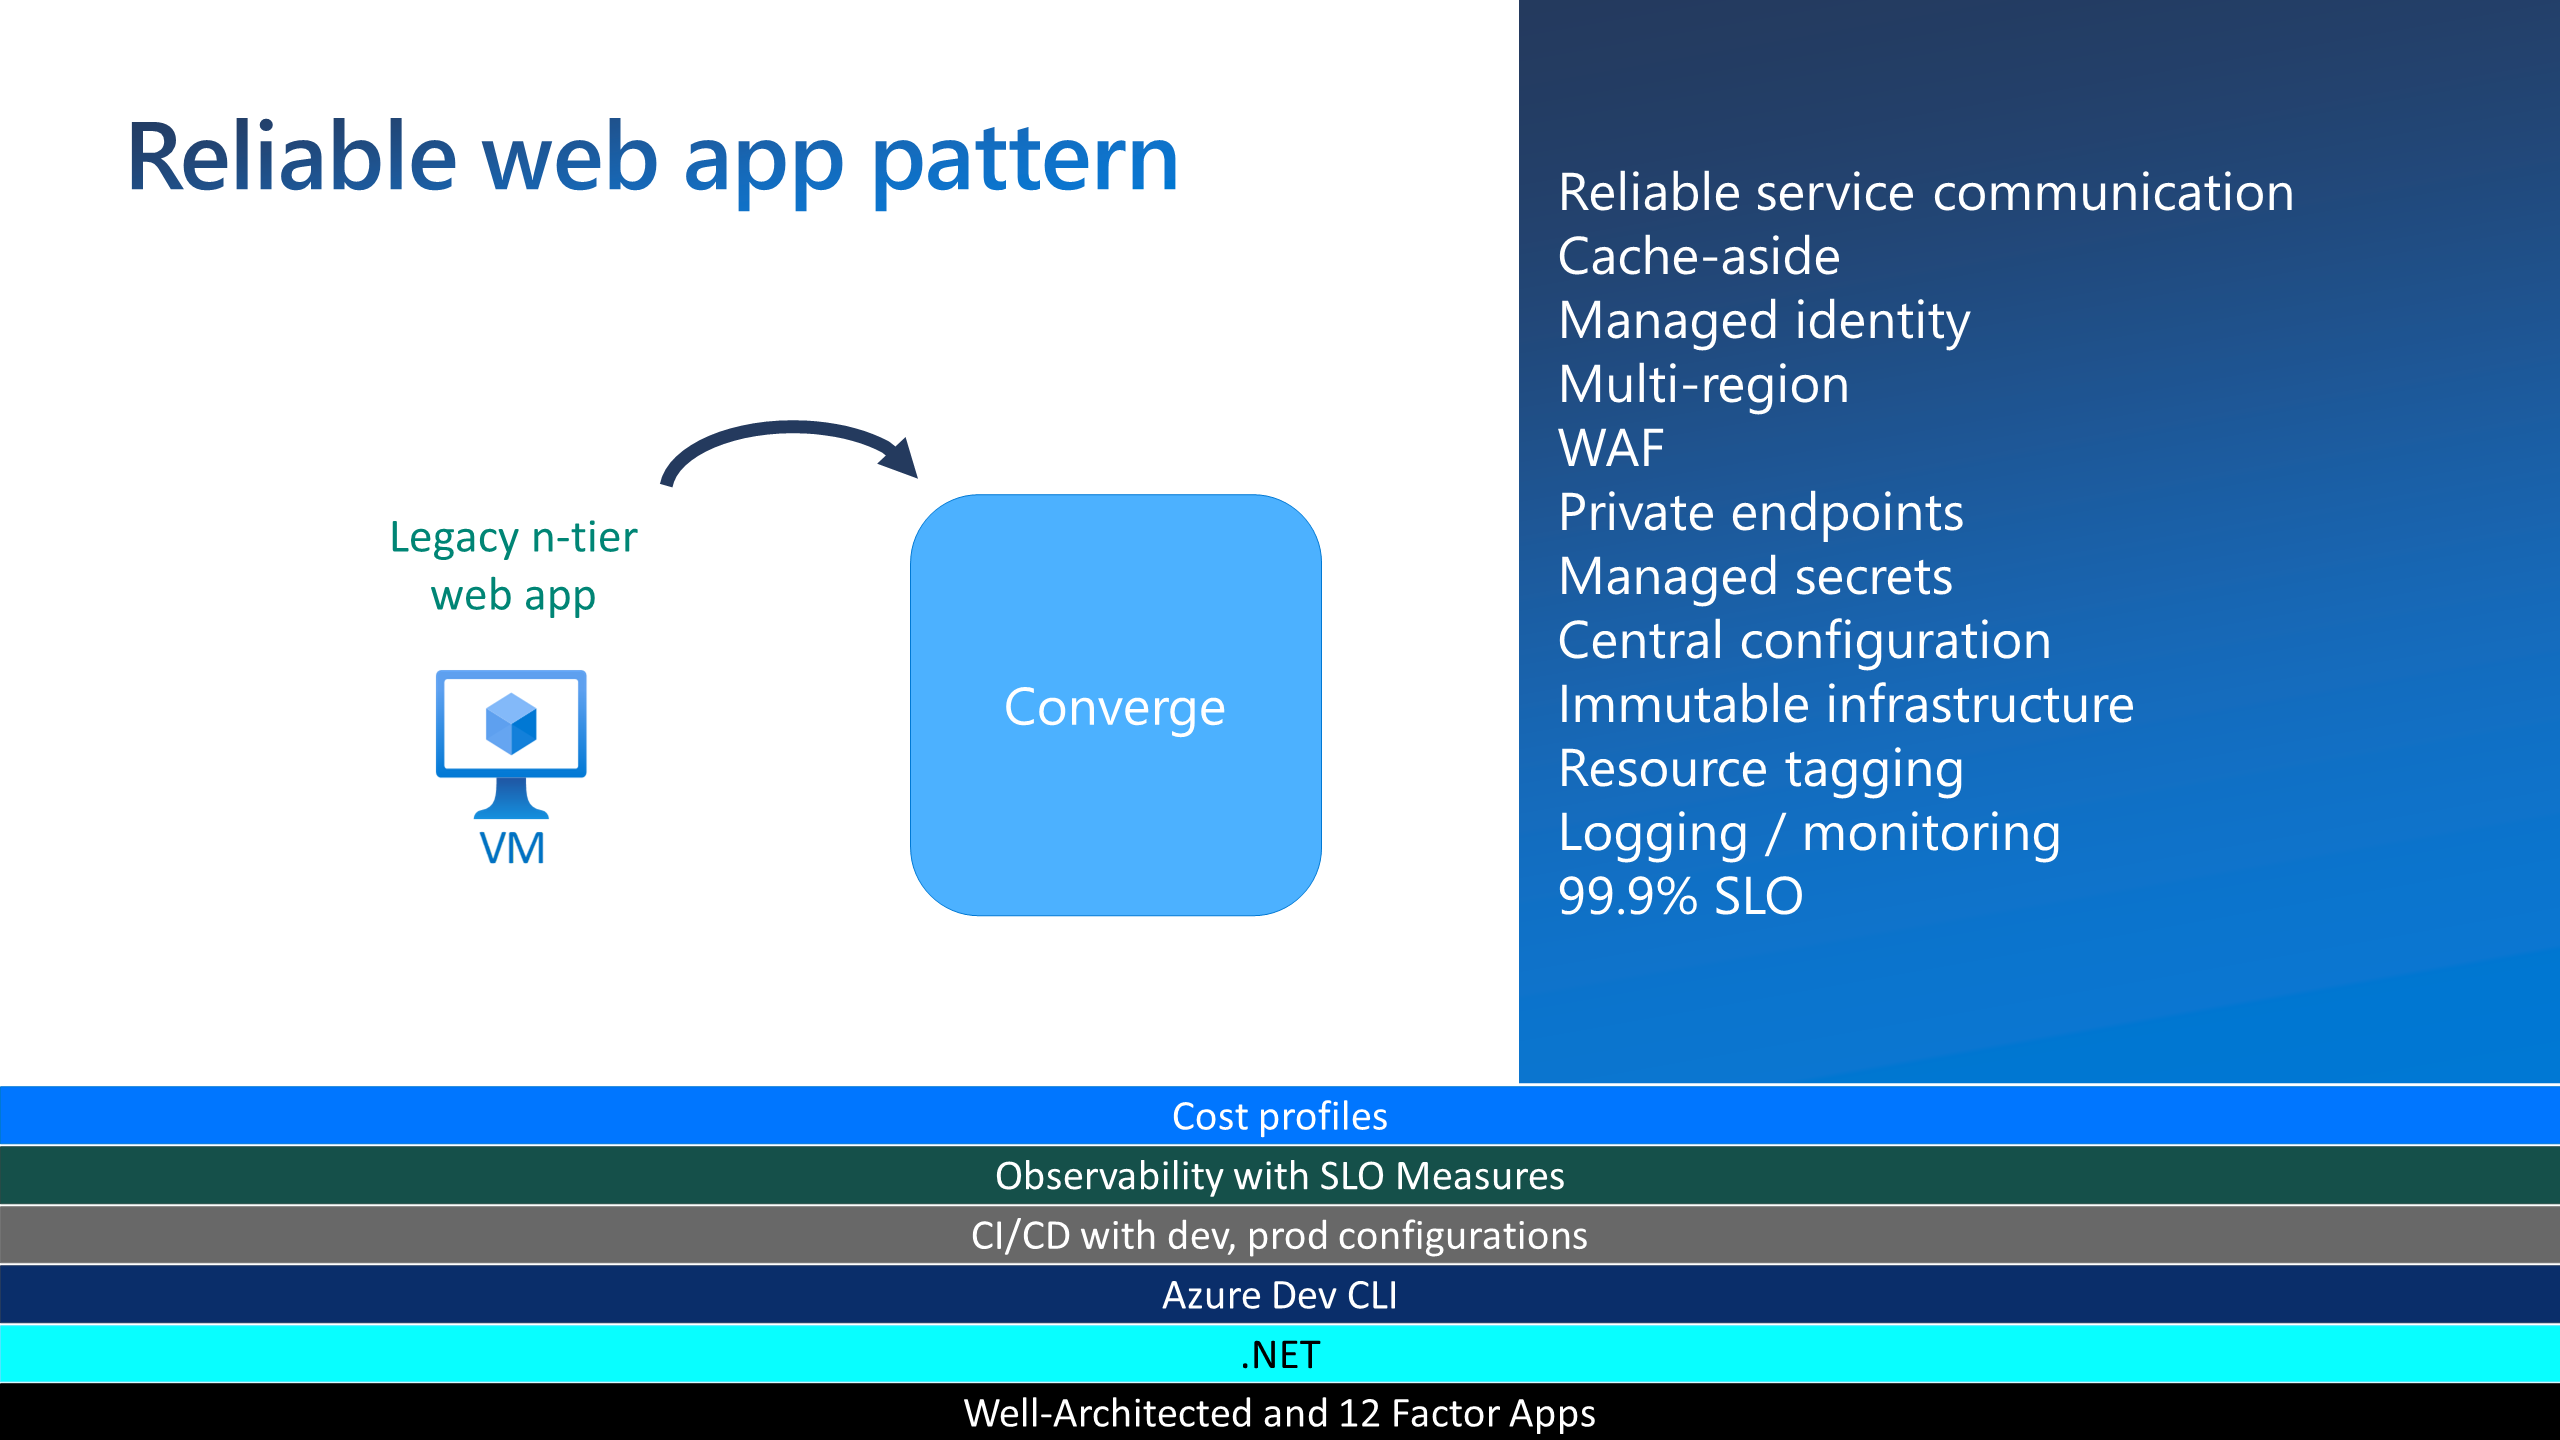 Reliable web app pattern
Legacy n-tier
web app
VM
Converge
Reliable service communication
Cache-aside
Managed identity
Multi-region
WAF
Private endpoints
Managed secrets
Central configuration
Immutable infrastructure
Resource tagging
Logging / monitoring
99.9% SLO
Cost profiles
Observability with SLO Measures
CI/CD with dev, prod configurations
Azure Dev CLI
.NET
Well-Architected and 12 Factor Apps